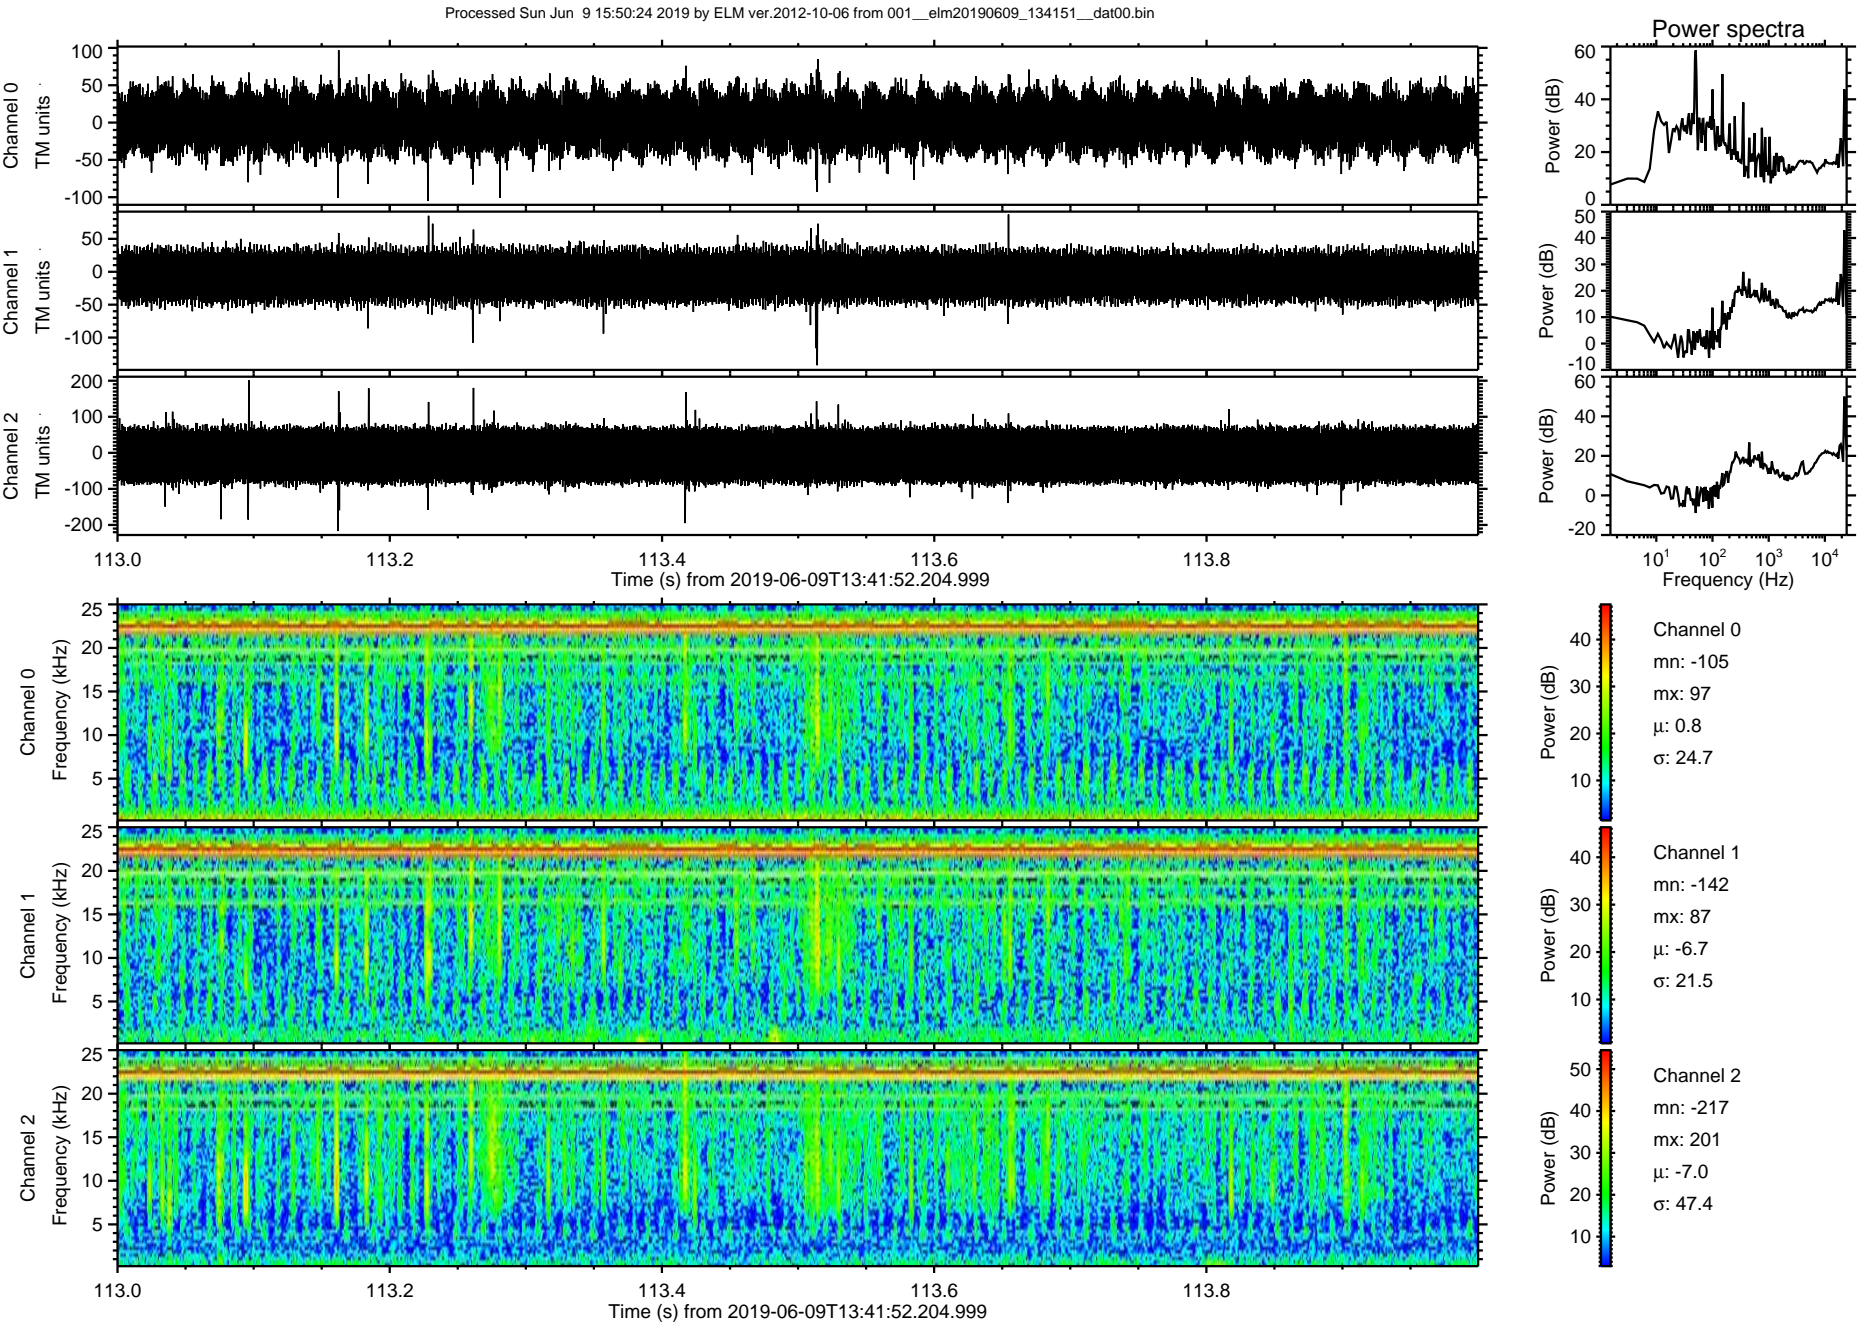 Processed Sun Jun  9 15:50:24 2019 by ELM ver.2012-10-06 from 001__elm20190609_134151__dat00.bin
Power spectra
Channel 0
TM units
100
50
0
-50
-100
Power (dB)
60
40
20
0
Channel 1
TM units
50
0
-50
-100
Power (dB)
50
40
30
20
10
0
-10
Channel 2
TM units
200
100
0
-100
-200
Power (dB)
60
40
20
0
-20
113.0 113.2 113.4 113.6 113.8
Time (s) from 2019-06-09T13:41:52.204.999
10¹ 10² 10³ 10⁴
Frequency (Hz)
Channel 0
Frequency (kHz)
25
20
15
10
5
Power (dB)
40
30
20
10
Channel 0
mn: -105
mx: 97
μ: 0.8
σ: 24.7
Channel 1
Frequency (kHz)
25
20
15
10
5
Power (dB)
40
30
20
10
Channel 1
mn: -142
mx: 87
μ: -6.7
σ: 21.5
Channel 2
Frequency (kHz)
25
20
15
10
5
Power (dB)
50
40
30
20
10
Channel 2
mn: -217
mx: 201
μ: -7.0
σ: 47.4
113.0 113.2 113.4 113.6 113.8
Time (s) from 2019-06-09T13:41:52.204.999